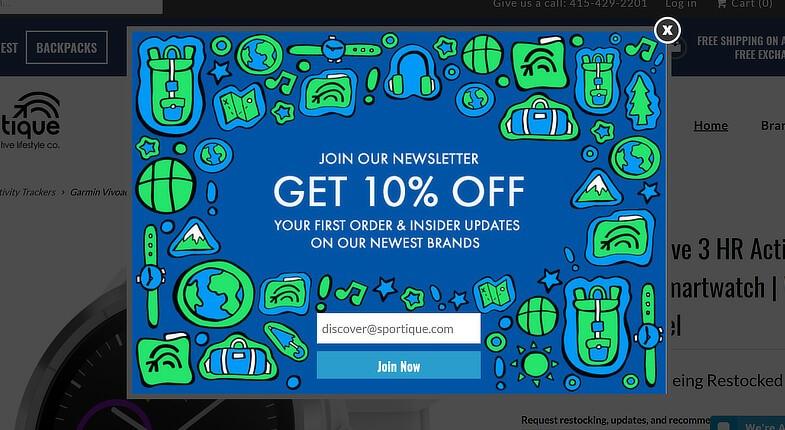 Give us a call: 415-429-2201
Log in
Cart (0)
EST
BACKPACKS
X
FREE SHIPPING ON A
FREE EXCHA
tique
live lifestyle co.
Home
Bran
tivity Trackers > Garmin Vivoac
JOIN OUR NEWSLETTER
GET 10% OFF
YOUR FIRST ORDER & INSIDER UPDATES
ON OUR NEWEST BRANDS
ve 3 HR Acti
martwatch |
el
discover@sportique.com
Join Now
eing Restocked
Request restocking, updates, and recomme
We're A